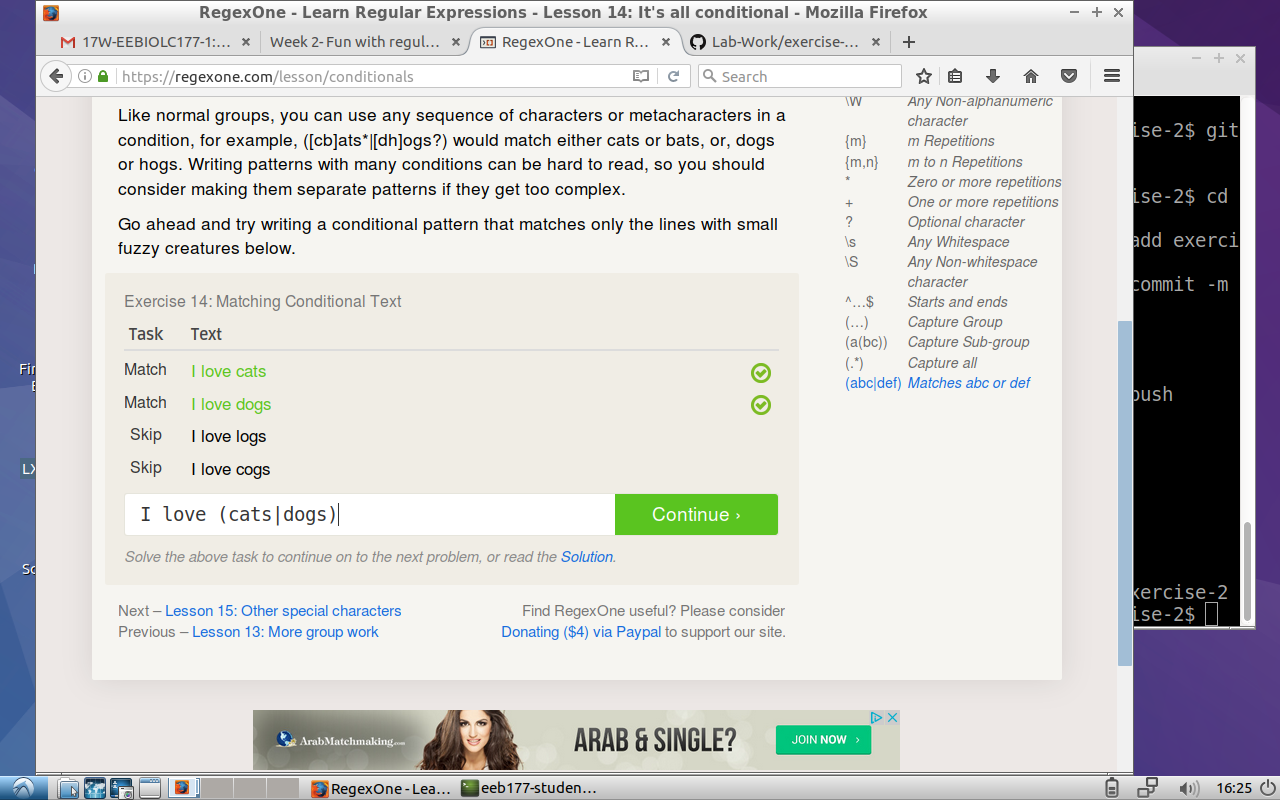 RegexOne - Learn Regular Expressions - Lesson 14: It's all conditional - Mozilla Firefox
17W-EEBIOLC177-1:...
Week 2- Fun with regul...
RegexOne - Learn R...
Lab-Work/exercise-...
https://regexone.com/lesson/conditionals
Search
Like normal groups, you can use any sequence of characters or metacharacters in a
condition, for example, ([cb]ats*|[dh]ogs?) would match either cats or bats, or, dogs
or hogs. Writing patterns with many conditions can be hard to read, so you should
consider making them separate patterns if they get too complex.
Go ahead and try writing a conditional pattern that matches only the lines with small
fuzzy creatures below.
Exercise 14: Matching Conditional Text
Task Text
Match I love cats
Match I love dogs
Skip I love logs
Skip I love cogs
I love (cats|dogs)
Continue ›
Solve the above task to continue on to the next problem, or read the Solution.
Next – Lesson 15: Other special characters
Previous – Lesson 13: More group work
Find RegexOne useful? Please consider
Donating ($4) via Paypal to support our site.
\W Any Non-alphanumeric
character
{m} m Repetitions
{m,n} m to n Repetitions
* Zero or more repetitions
+ One or more repetitions
? Optional character
\s Any Whitespace
\S Any Non-whitespace
character
^...$ Starts and ends
(...) Capture Group
(a(bc)) Capture Sub-group
(.*) Capture all
(abc|def) Matches abc or def
ArabMatchmaking.com
ARAB & SINGLE?
JOIN NOW ›
ise-2$ git
ise-2$ cd
add exerci
commit -m
push
xercise-2
ise-2$
Fir
E
LX
Sc
RegexOne - Lea...
eeb177-studen...
16:25